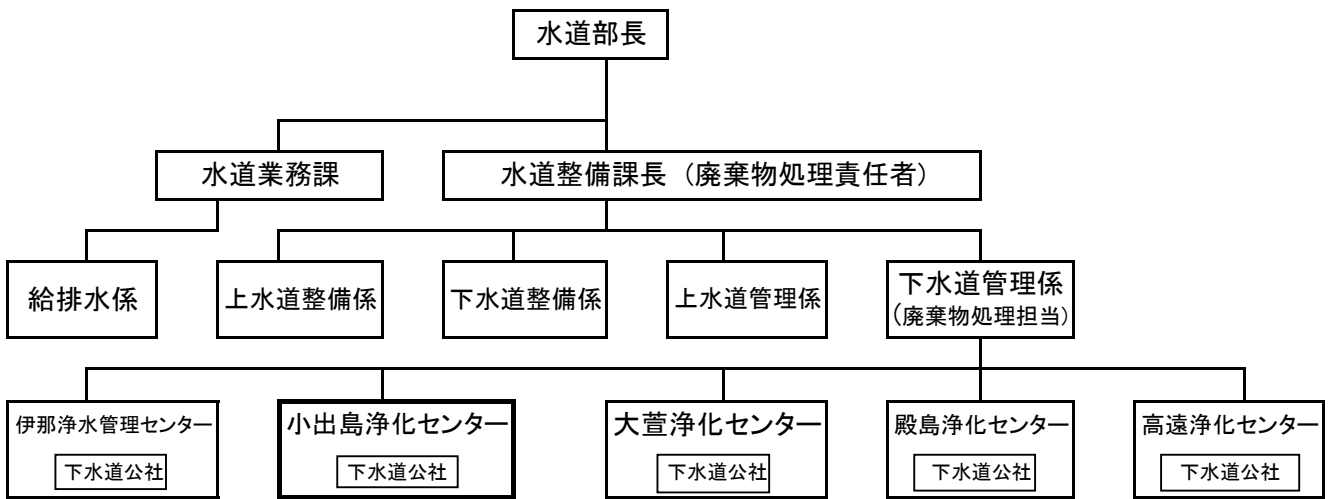 水道部長
水道業務課
水道整備課長（廃棄物処理責任者）
給排水係
上水道整備係
下水道整備係
上水道管理係
下水道管理係
（廃棄物処理担当）
伊那浄水管理センター
下水道公社
小出島浄化センター
下水道公社
大萱浄化センター
下水道公社
殿島浄化センター
下水道公社
高遠浄化センター
下水道公社